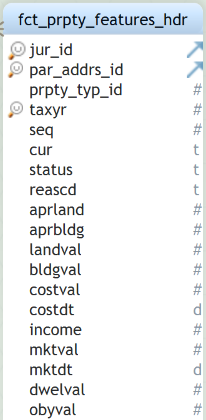 fct_prpty_features_hdr
jur_id
par_addrs_id
prpty_typ_id #
taxyr #
seq #
cur t
status t
reascd t
aprland #
aprbldg #
landval #
bldgval #
costval #
costdt d
income #
mktval #
mktdt d
dwelval #
obyval #